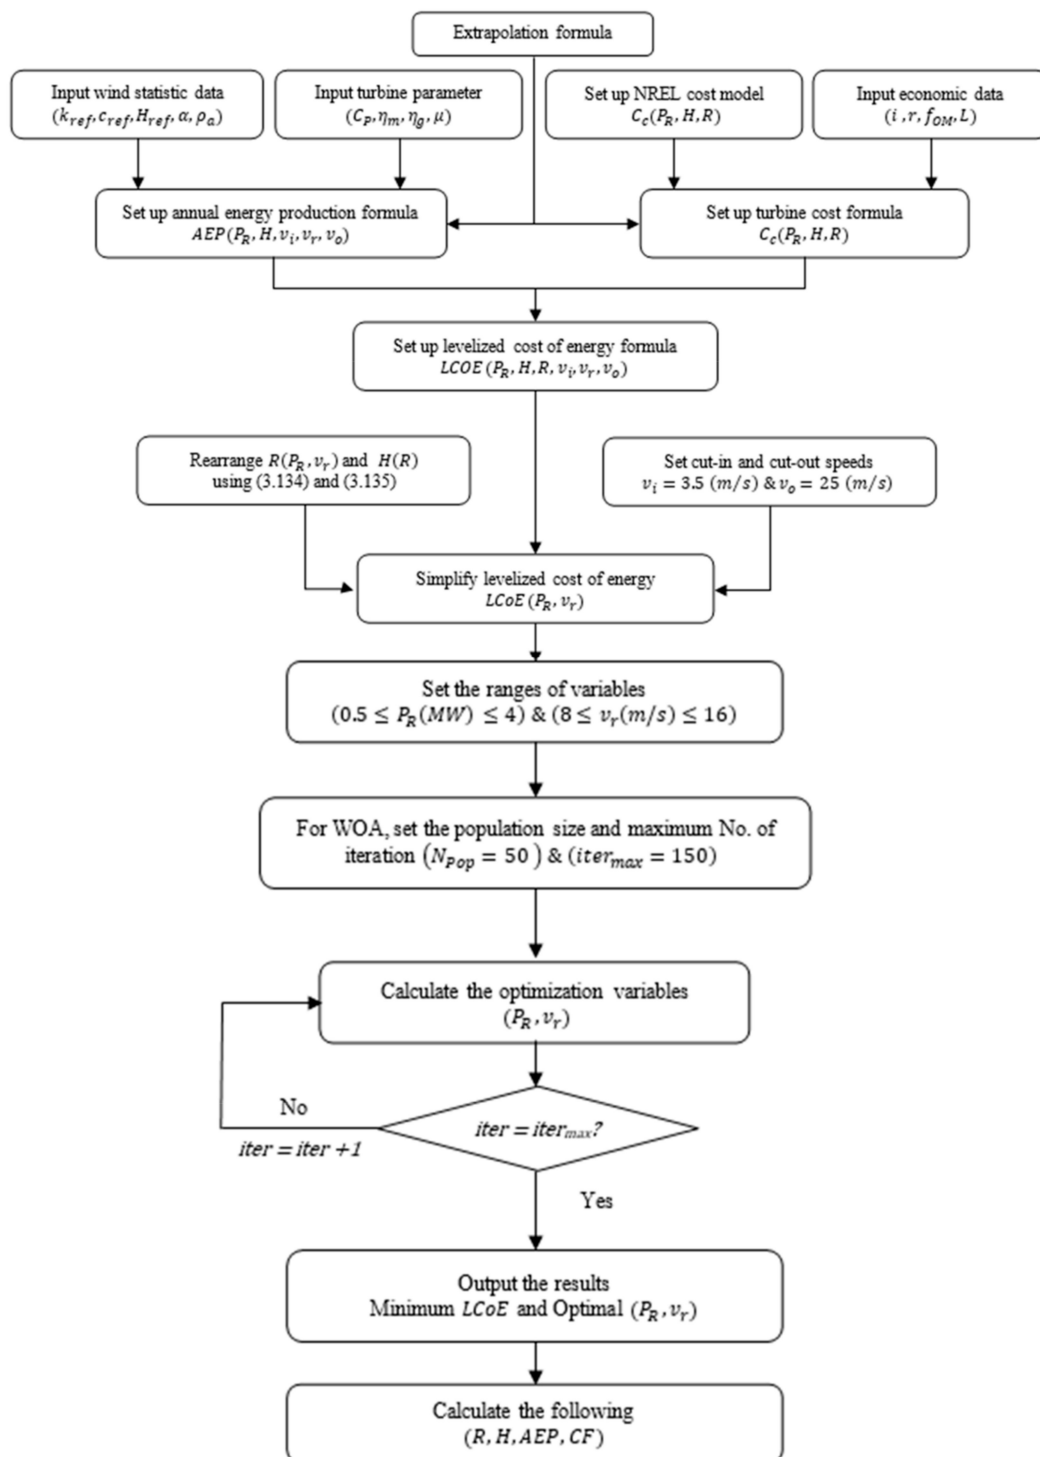 Extrapolation formula
Input wind statistic data
(k_ref, c_ref, H_ref, α, ρ_a)
Input turbine parameter
(C_P, η_m, η_g, μ)
Set up NREL cost model
C_c(P_R, H, R)
Input economic data
(i, r, f_OM, L)
Set up annual energy production formula
AEP(P_R, H, v_i, v_r, v_o)
Set up turbine cost formula
C_c(P_R, H, R)
Set up levelized cost of energy formula
LCOE(P_R, H, R, v_i, v_r, v_o)
Rearrange R(P_R, v_r) and H(R)
using (3.134) and (3.135)
Set cut-in and cut-out speeds
v_i = 3.5 (m/s) & v_o = 25 (m/s)
Simplify levelized cost of energy
LCoE(P_R, v_r)
Set the ranges of variables
(0.5 ≤ P_R(MW) ≤ 4) & (8 ≤ v_r(m/s) ≤ 16)
For WOA, set the population size and maximum No. of
iteration (N_Pop = 50) & (iter_max = 150)
Calculate the optimization variables
(P_R, v_r)
No
iter = iter +1
iter = iter_max?
Yes
Output the results
Minimum LCoE and Optimal (P_R, v_r)
Calculate the following
(R, H, AEP, CF)